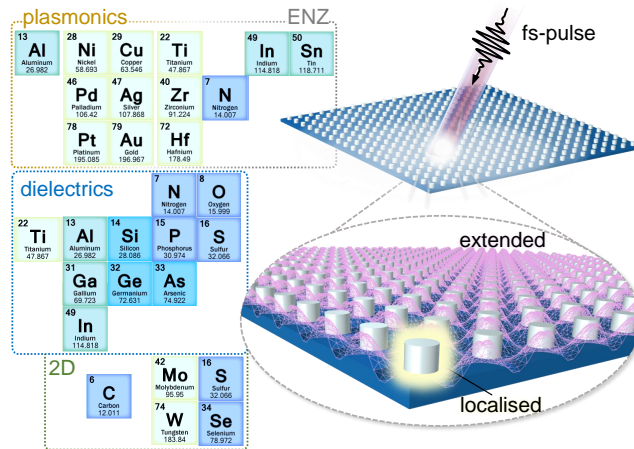 plasmonics
ENZ
13
Al
Aluminum
26.982
28
Ni
Nickel
58.693
29
Cu
Copper
63.546
22
Ti
Titanium
47.867
49
In
Indium
114.818
50
Sn
Tin
118.711
46
Pd
Palladium
106.42
47
Ag
Silver
107.868
40
Zr
Zirconium
91.224
7
N
Nitrogen
14.007
78
Pt
Platinum
195.085
79
Au
Gold
196.967
72
Hf
Hafnium
178.49
fs-pulse
dielectrics
7
N
Nitrogen
14.007
8
O
Oxygen
15.999
22
Ti
Titanium
47.867
13
Al
Aluminum
26.982
14
Si
Silicon
28.086
15
P
Phosphorus
30.974
16
S
Sulfur
32.066
31
Ga
Gallium
69.723
32
Ge
Germanium
72.631
33
As
Arsenic
74.922
49
In
Indium
114.818
extended
localised
2D
6
C
Carbon
12.011
42
Mo
Molybdenum
95.95
16
S
Sulfur
32.066
74
W
Tungsten
183.84
34
Se
Selenium
78.972